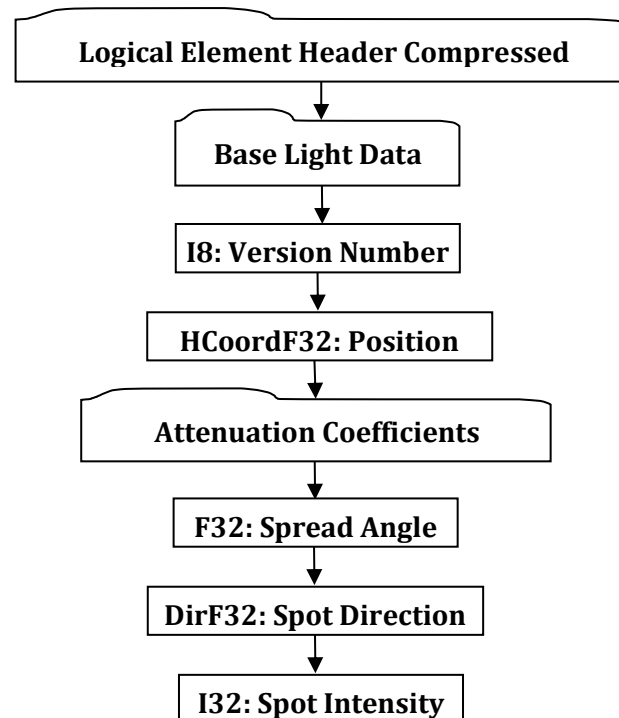 Logical Element Header Compressed
Base Light Data
I8: Version Number
HCoordF32: Position
Attenuation Coefficients
F32: Spread Angle
DirF32: Spot Direction
I32: Spot Intensity